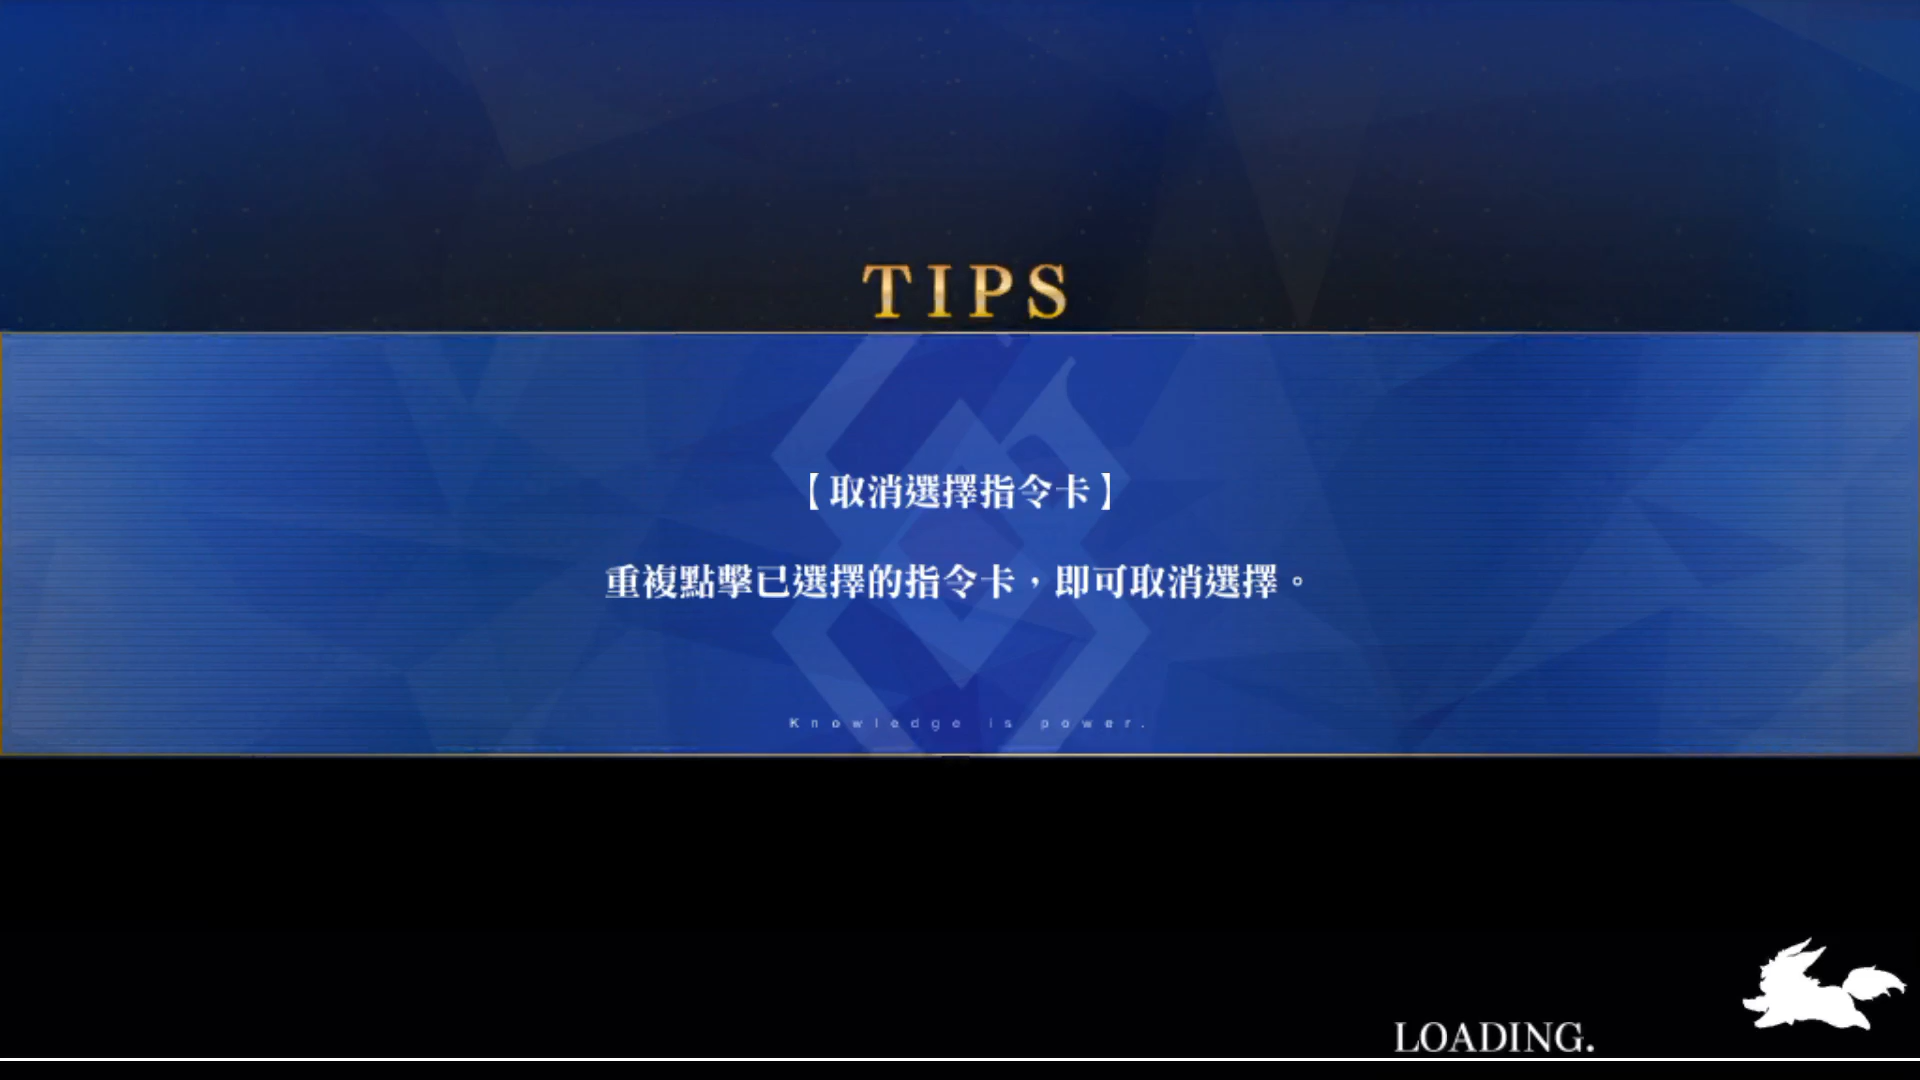 TIPS
【取消選擇指令卡】
重複點擊已選擇的指令卡，即可取消選擇。
Knowledge is power.
LOADING.